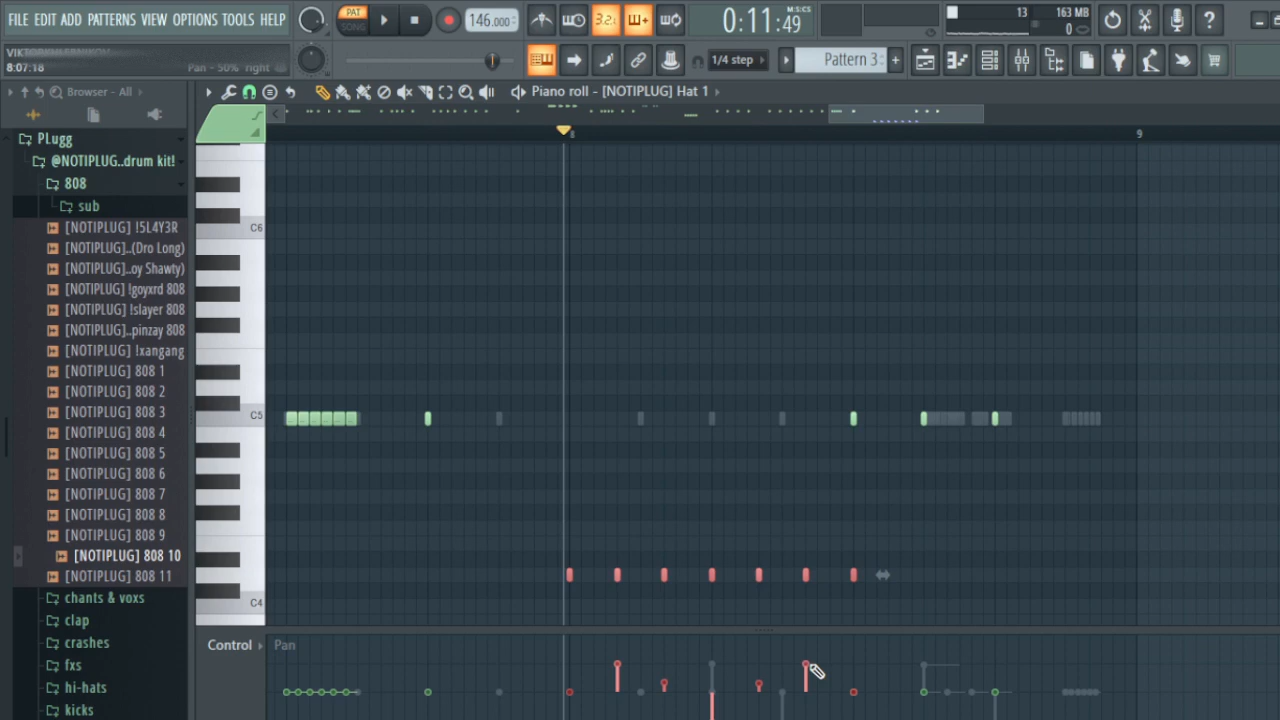 FILE EDIT ADD PATTERNS VIEW OPTIONS TOOLS HELP
PAT
SONG
146.000
3.2.
0:11:49
M:S:CS
13
163 MB
0
8:07:18
Pan - 50% right
1/4 step
Pattern 3
Browser - All
Piano roll - [NOTIPLUG] Hat 1
8
9
PLugg
@NOTIPLUG..drum kit!
808
sub
[NOTIPLUG] !5L4Y3R
[NOTIPLUG]..(Dro Long)
[NOTIPLUG]..oy Shawty)
[NOTIPLUG] !goyxrd 808
[NOTIPLUG] !slayer 808
[NOTIPLUG]..pinzay 808
[NOTIPLUG] !xangang
[NOTIPLUG] 808 1
[NOTIPLUG] 808 2
[NOTIPLUG] 808 3
[NOTIPLUG] 808 4
[NOTIPLUG] 808 5
[NOTIPLUG] 808 6
[NOTIPLUG] 808 7
[NOTIPLUG] 808 8
[NOTIPLUG] 808 9
[NOTIPLUG] 808 10
[NOTIPLUG] 808 11
chants & voxs
clap
crashes
fxs
hi-hats
kicks
C6
C5
C4
Control
Pan